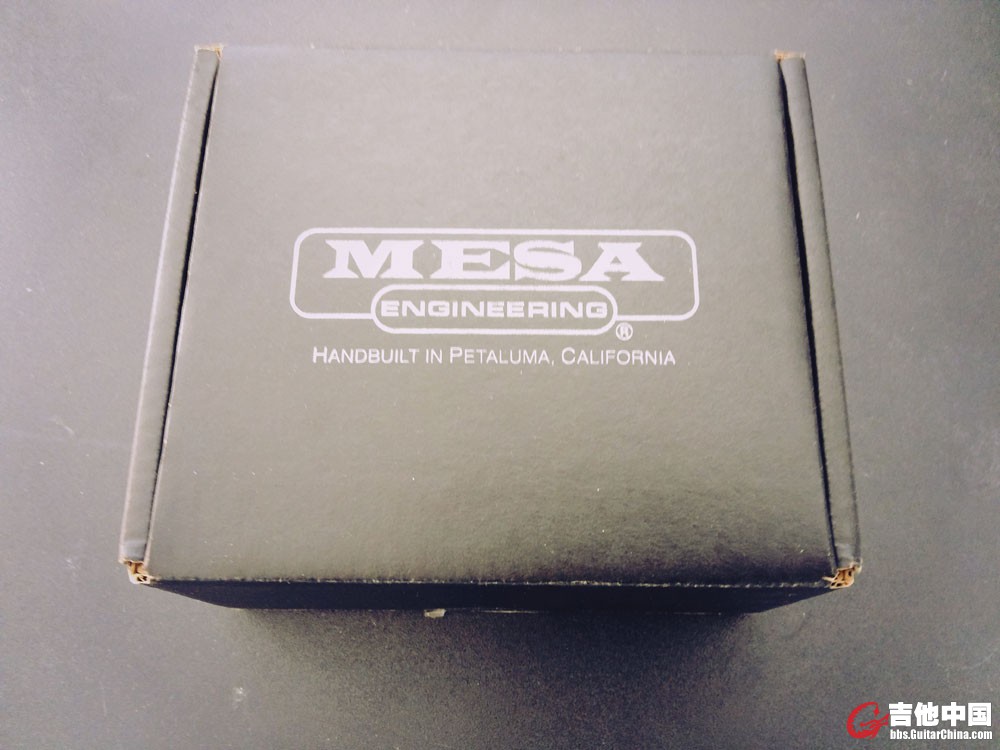 MESA
ENGINEERING®
HANDBUILT IN PETALUMA, CALIFORNIA
吉他中国
bbs.GuitarChina.com